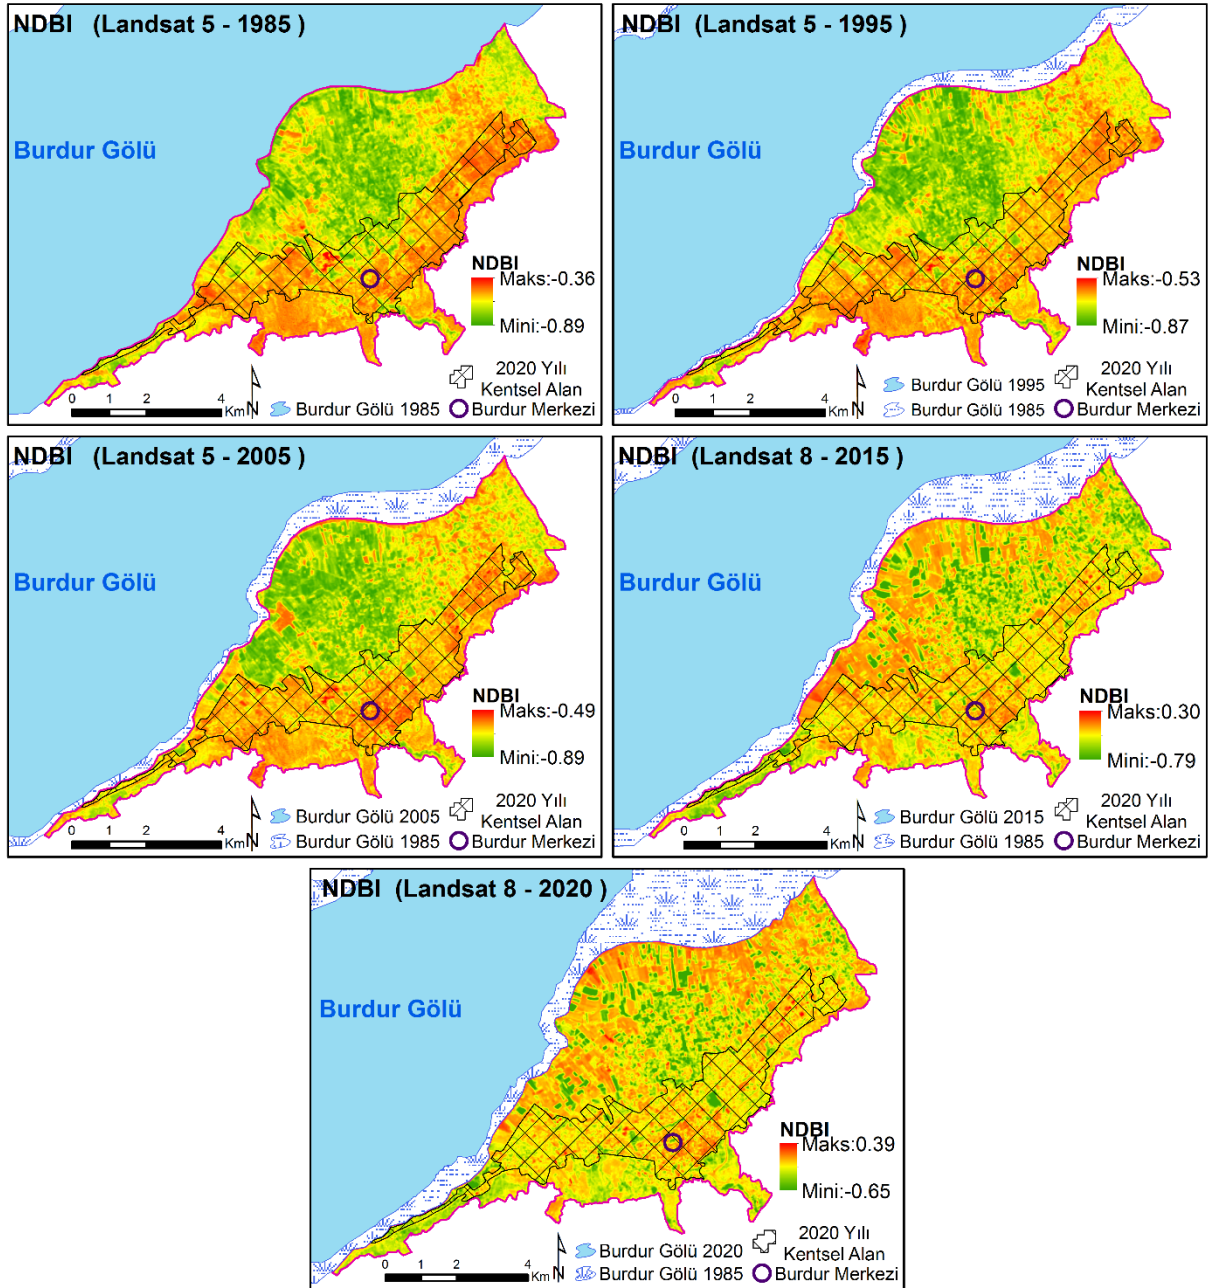 NDBI (Landsat 5 - 1985 )
Burdur Gölü
NDBI
Maks:-0.36
Mini:-0.89
2020 Yılı
Kentsel Alan
0 1 2 4
Km
N
Burdur Gölü 1985
Burdur Merkezi
NDBI (Landsat 5 - 1995 )
Burdur Gölü
NDBI
Maks:-0.53
Mini:-0.87
2020 Yılı
Kentsel Alan
Burdur Gölü 1995
0 1 2 4
Km
N
Burdur Gölü 1985
Burdur Merkezi
NDBI (Landsat 5 - 2005 )
Burdur Gölü
NDBI
Maks:-0.49
Mini:-0.89
2020 Yılı
Kentsel Alan
Burdur Gölü 2005
0 1 2 4
Km
N
Burdur Gölü 1985
Burdur Merkezi
NDBI (Landsat 8 - 2015 )
Burdur Gölü
NDBI
Maks:0.30
Mini:-0.79
2020 Yılı
Kentsel Alan
Burdur Gölü 2015
0 1 2 4
Km
N
Burdur Gölü 1985
Burdur Merkezi
NDBI (Landsat 8 - 2020 )
Burdur Gölü
NDBI
Maks:0.39
Mini:-0.65
2020 Yılı
Kentsel Alan
Burdur Gölü 2020
0 1 2 4
Km
N
Burdur Gölü 1985
Burdur Merkezi